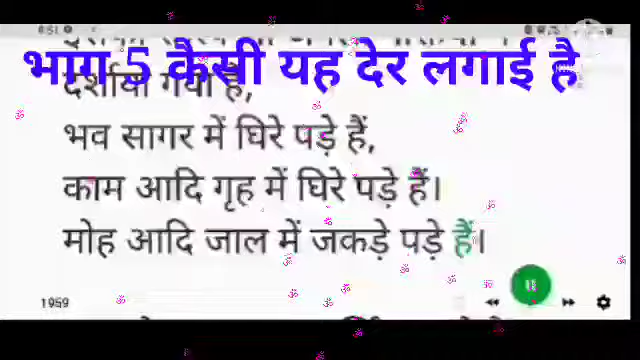 भाग 5 कैसी यह देर लगाई है
दर्शाया गया है,
भव सागर में घिरे पड़े हैं,
काम आदि गृह में घिरे पड़े हैं।
मोह आदि जाल में जकड़े पड़े हैं।
1959